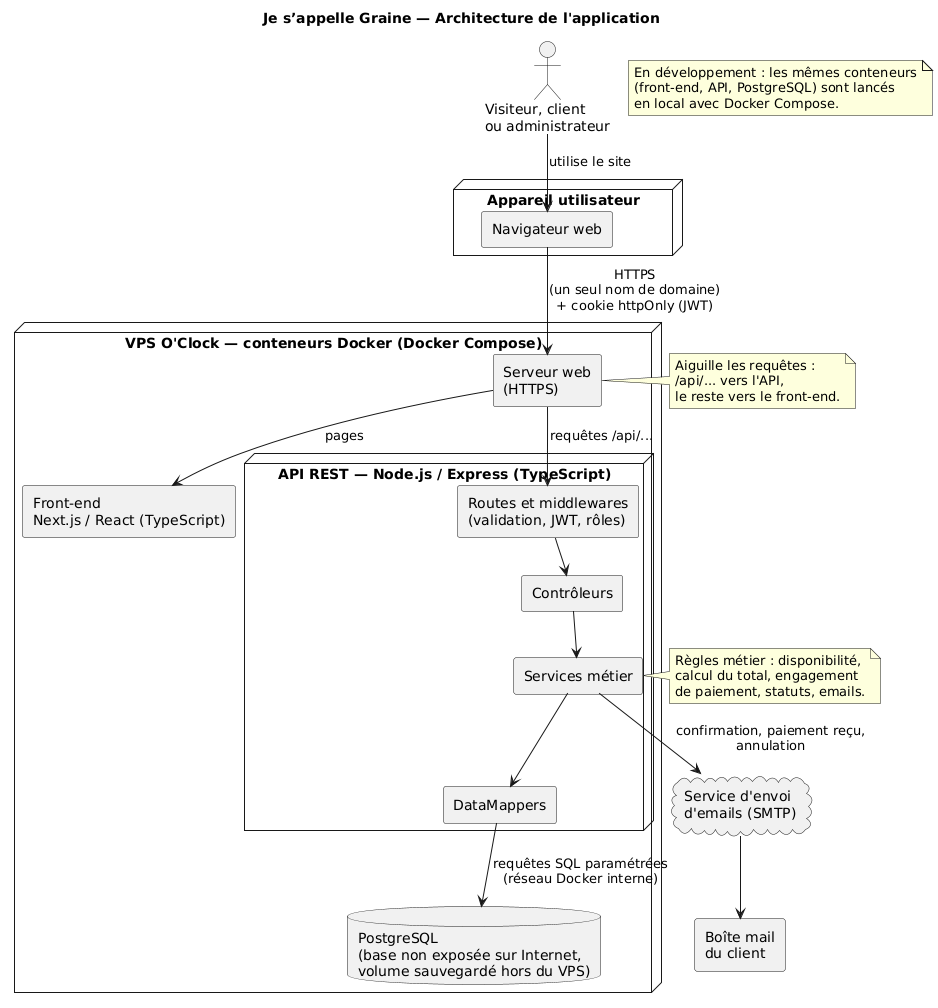 Je s’appelle Graine — Architecture de l'application
En développement : les mêmes conteneurs
(front-end, API, PostgreSQL) sont lancés
en local avec Docker Compose.
Visiteur, client
ou administrateur
utilise le site
Appareil utilisateur
Navigateur web
HTTPS
(un seul nom de domaine)
+ cookie httpOnly (JWT)
VPS O'Clock — conteneurs Docker (Docker Compose)
Serveur web
(HTTPS)
Aiguille les requêtes :
/api/... vers l'API,
le reste vers le front-end.
pages
requêtes /api/...
API REST — Node.js / Express (TypeScript)
Front-end
Next.js / React (TypeScript)
Routes et middlewares
(validation, JWT, rôles)
Contrôleurs
Services métier
Règles métier : disponibilité,
calcul du total, engagement
de paiement, statuts, emails.
confirmation, paiement reçu,
annulation
DataMappers
Service d'envoi
d'emails (SMTP)
requêtes SQL paramétrées
(réseau Docker interne)
PostgreSQL
(base non exposée sur Internet,
volume sauvegardé hors du VPS)
Boîte mail
du client